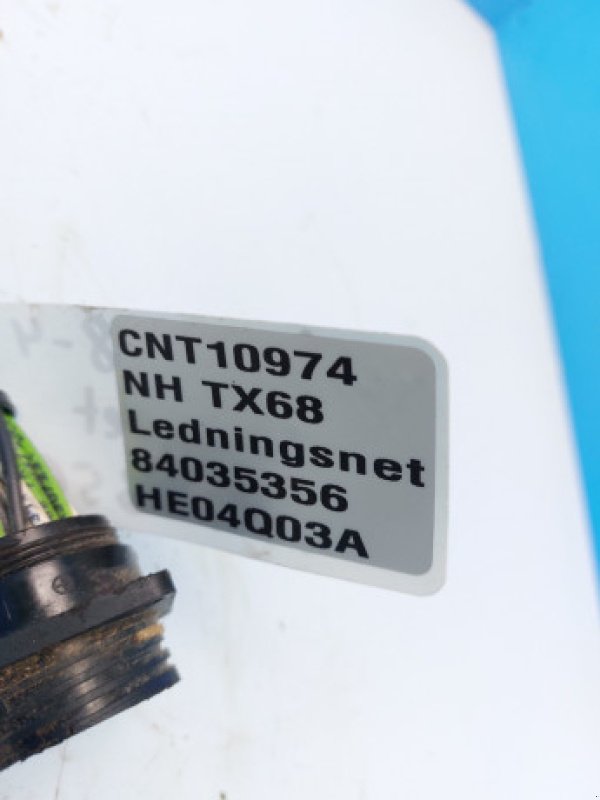 CNT10974
NH TX68
Ledningsnet
84035356
HE04Q03A